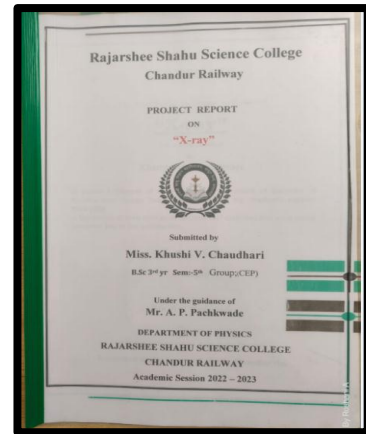 Rajarshee Shahu Science College
Chandur Railway
PROJECT REPORT
ON
“X-ray”
Submitted by
Miss. Khushi V. Chaudhari
B.Sc 3rd yr Sem:-5th Group:(CEP)
Under the guidance of
Mr. A. P. Pachkwade
DEPARTMENT OF PHYSICS
RAJARSHEE SHAHU SCIENCE COLLEGE
CHANDUR RAILWAY
Academic Session 2022 – 2023